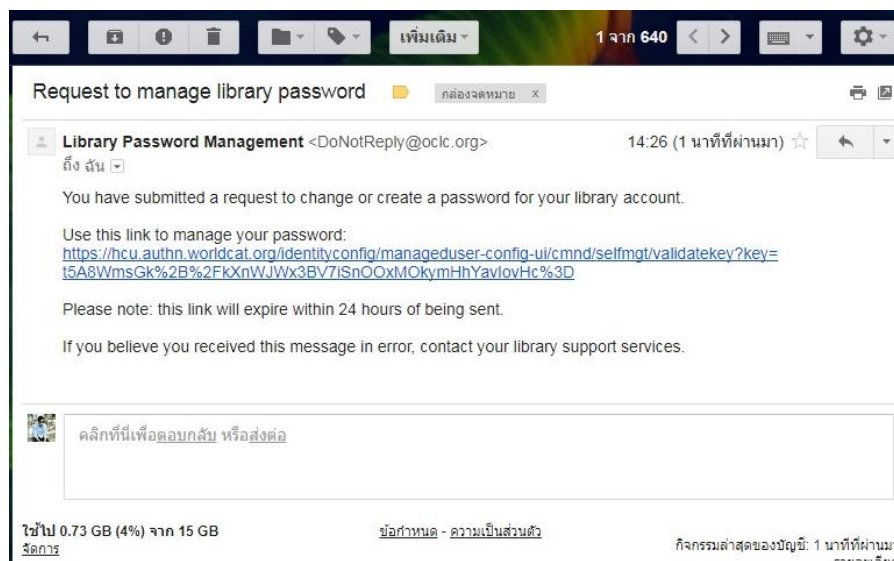 เพิ่มเติม
1 จาก 640
Request to manage library password
กล่องจดหมาย x
Library Password Management <DoNotReply@oclc.org>
14:26 (1 นาทีที่ผ่านมา)
ถึง ฉัน
You have submitted a request to change or create a password for your library account.
Use this link to manage your password:
https://hcu.authn.worldcat.org/identityconfig/manageduser-config-ui/cmnd/selfmgt/validatekey?key=
t5A8WmsGk%2B%2FkXnWJWx3BV7iSnOOxMOkymHhYavlovHc%3D
Please note: this link will expire within 24 hours of being sent.
If you believe you received this message in error, contact your library support services.
คลิกที่นี่เพื่อตอบกลับ หรือส่งต่อ
ใช้ไป 0.73 GB (4%) จาก 15 GB
จัดการ
ข้อกำหนด - ความเป็นส่วนตัว
กิจกรรมล่าสุดของบัญชี: 1 นาทีที่ผ่านมา